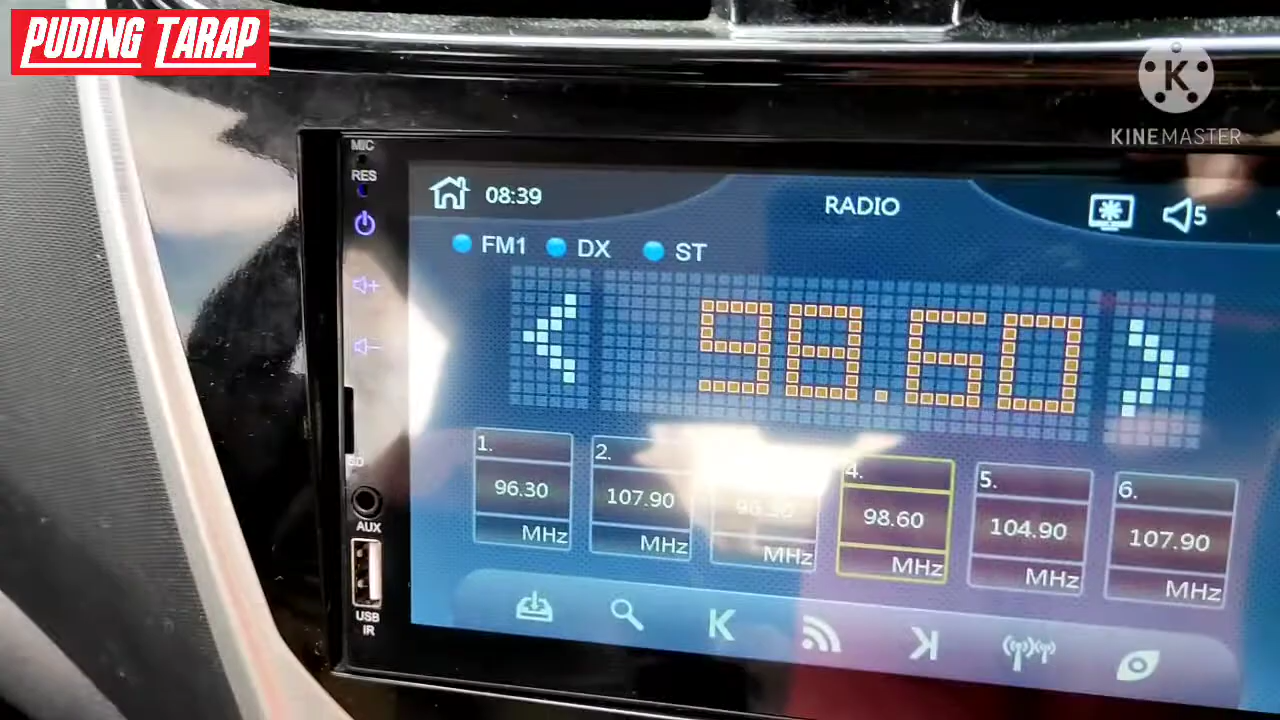 PUDING TARAP
KINEMASTER
MIC
RES
08:39
RADIO
5
FM1
DX
ST
98.60
1.
96.30
MHz
2.
107.90
MHz
MHz
4.
98.60
MHz
5.
104.90
MHz
6.
107.90
MHz
AUX
USB
IR